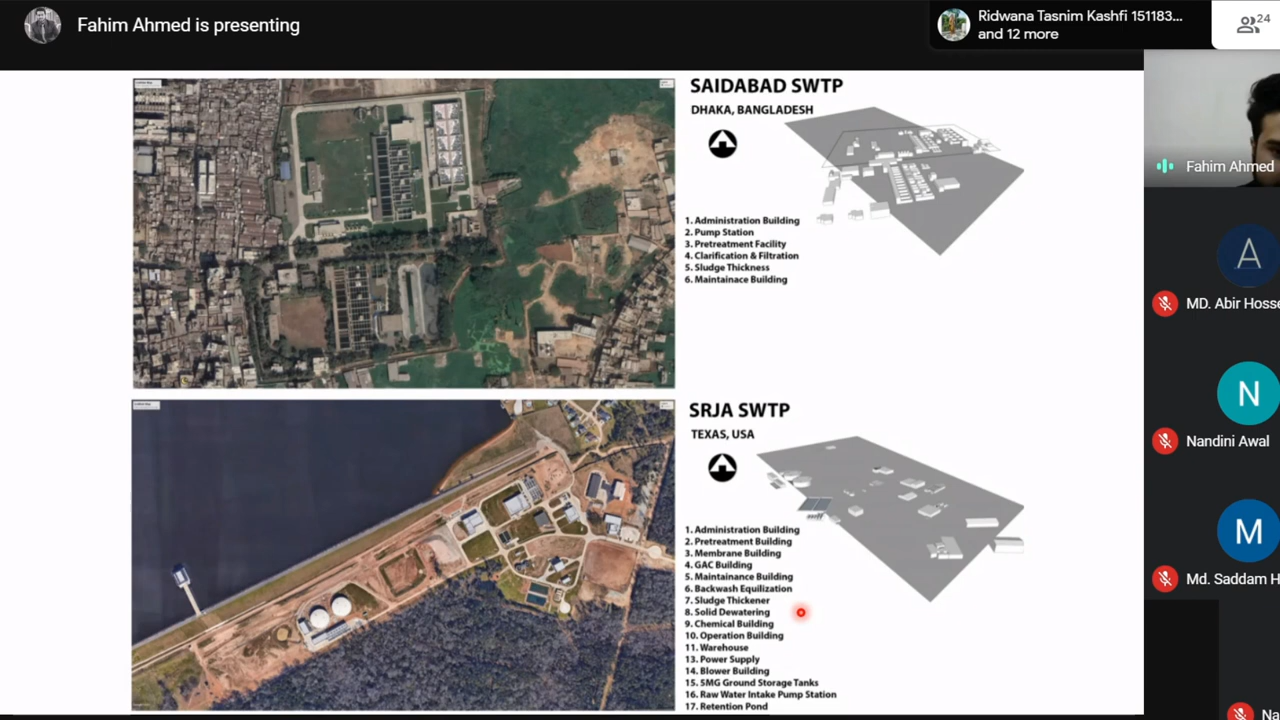 Fahim Ahmed is presenting
Ridwana Tasnim Kashfi 151183...
and 12 more
24
SAIDABAD SWTP
DHAKA, BANGLADESH
1. Administration Building
2. Pump Station
3. Pretreatment Facility
4. Clarification & Filtration
5. Sludge Thickness
6. Maintainace Building
SRJA SWTP
TEXAS, USA
1. Administration Building
2. Pretreatment Building
3. Membrane Building
4. GAC Building
5. Maintainance Building
6. Backwash Equilization
7. Sludge Thickener
8. Solid Dewatering
9. Chemical Building
10. Operation Building
11. Warehouse
13. Power Supply
14. Blower Building
15. 5MG Ground Storage Tanks
16. Raw Water Intake Pump Station
17. Retention Pond
Fahim Ahmed
A
MD. Abir Hosse
N
Nandini Awal
M
Md. Saddam H
Na